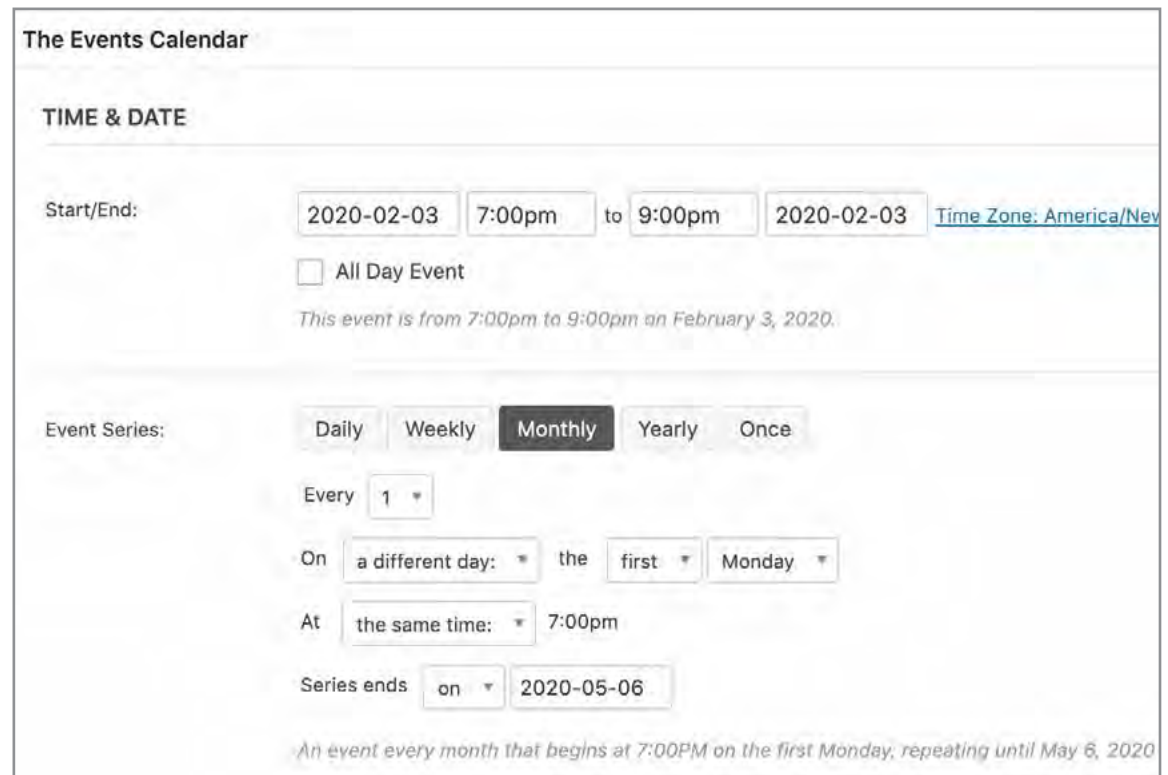 The Events Calendar
TIME & DATE
Start/End: 2020-02-03 7:00pm to 9:00pm 2020-02-03 Time Zone: America/New
All Day Event
This event is from 7:00pm to 9:00pm on February 3, 2020.
Event Series: Daily Weekly Monthly Yearly Once
Every 1
On a different day: the first Monday
At the same time: 7:00pm
Series ends on 2020-05-06
An event every month that begins at 7:00PM on the first Monday, repeating until May 6, 2020